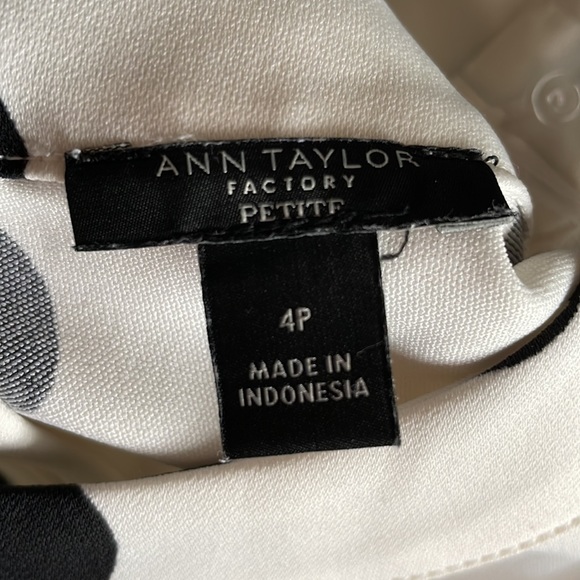 ANN TAYLOR
FACTORY
PETITE
4P
MADE IN
INDONESIA